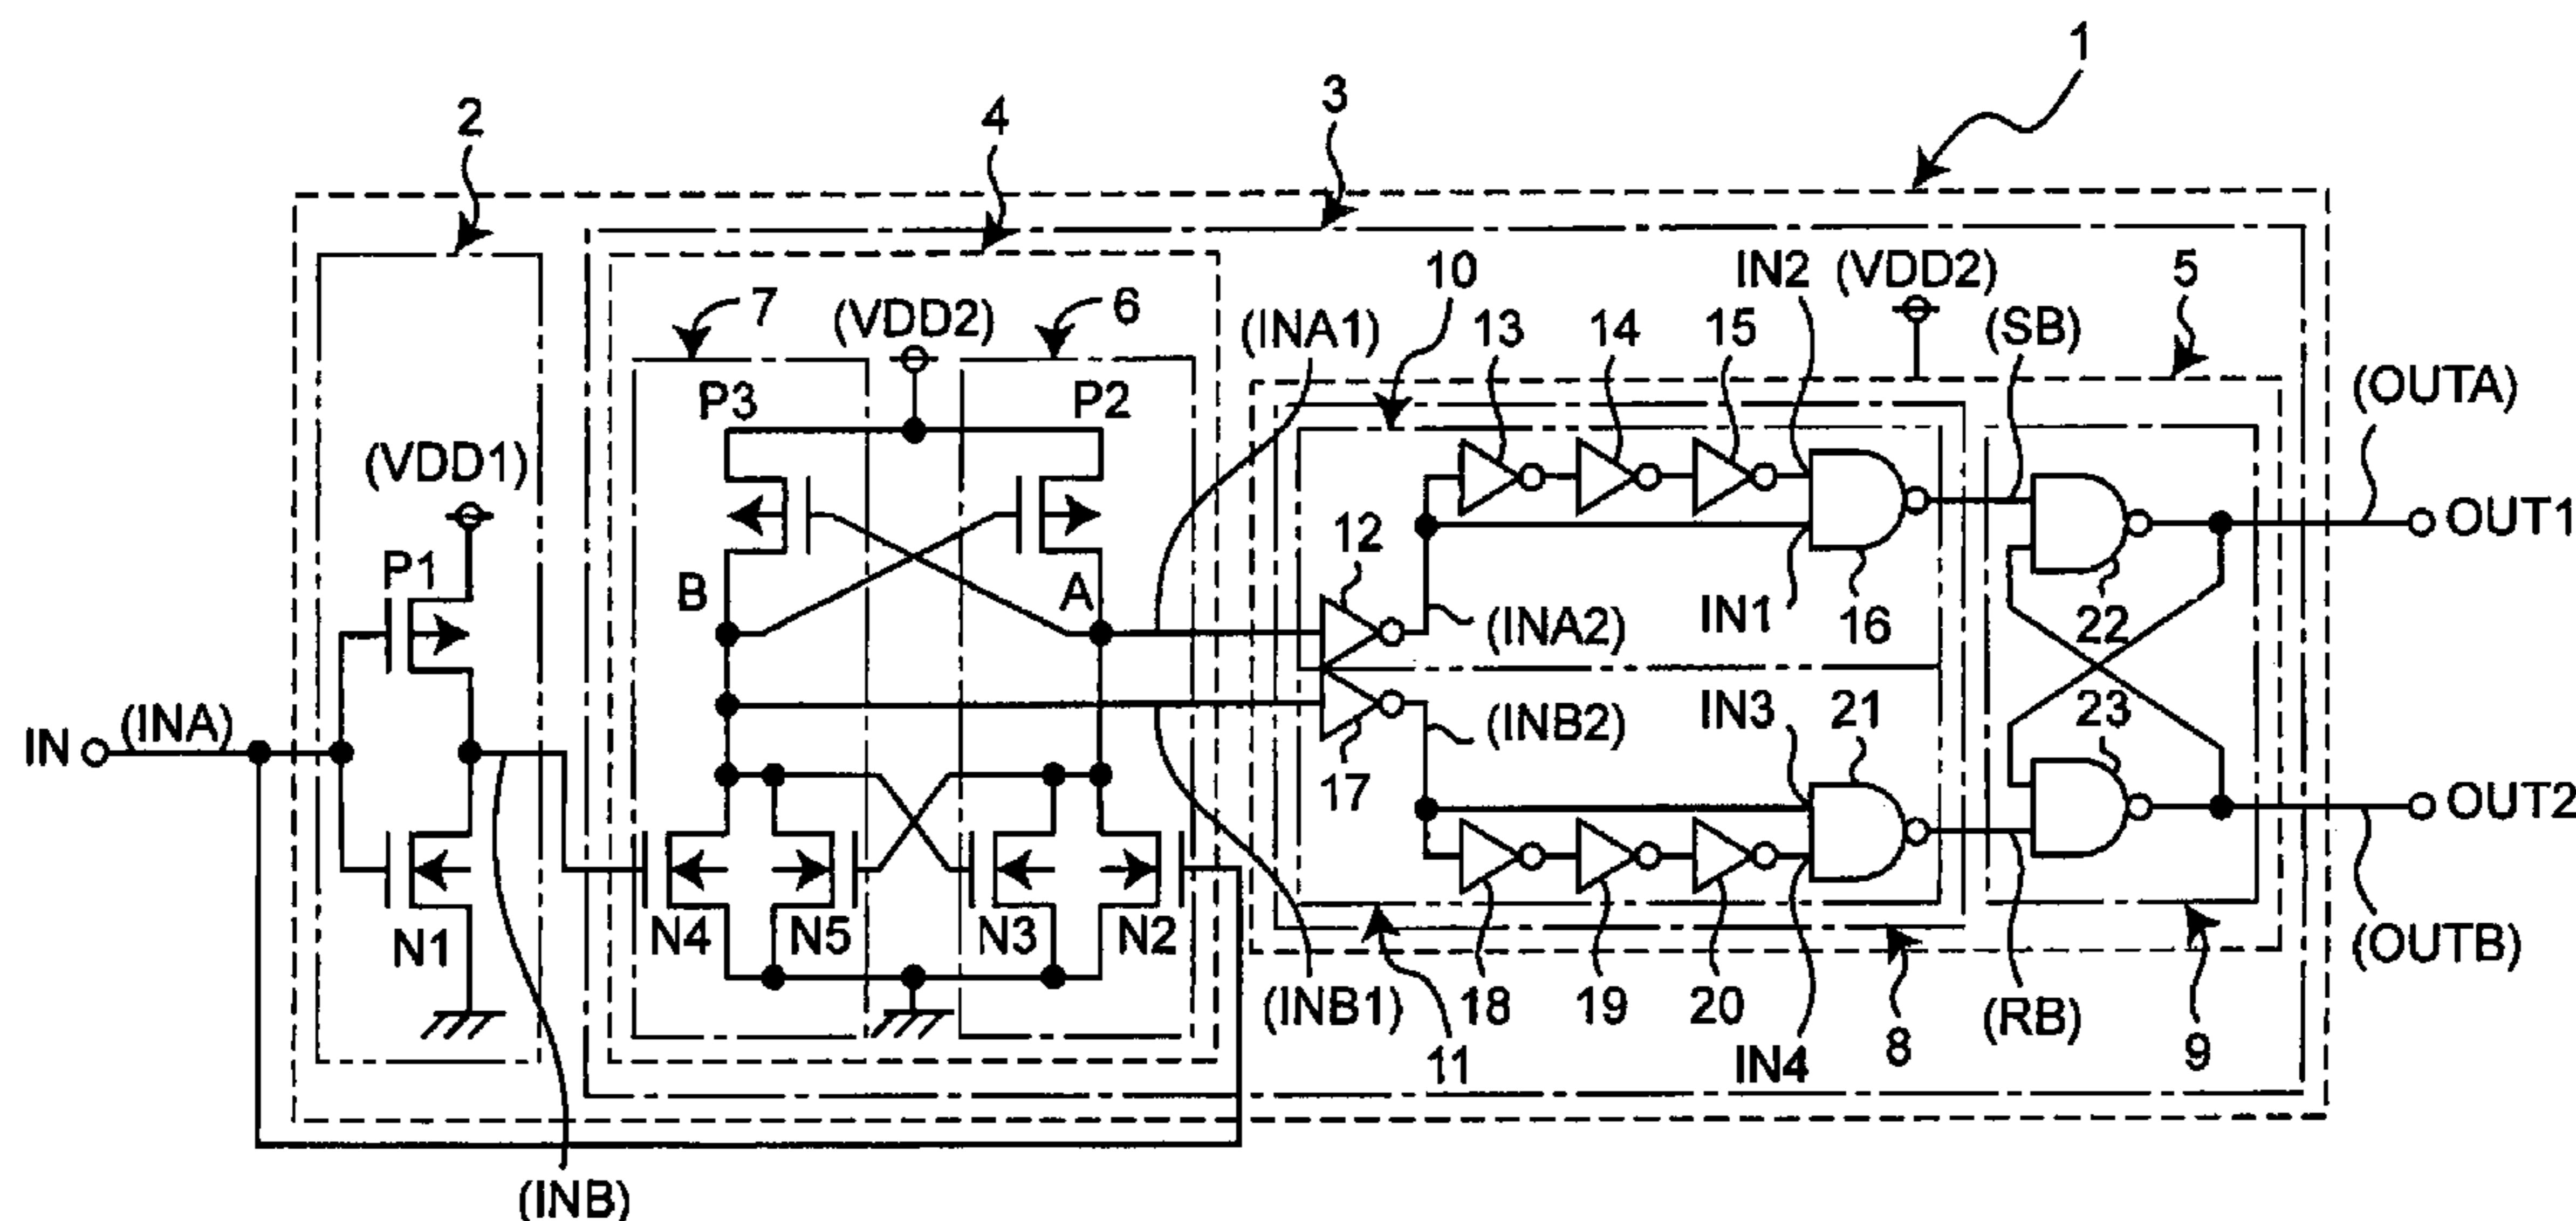 1
2
4
3
7
(VDD2)
6
(INA1)
10
IN2
(VDD2)
5
13
14
15
(SB)
(OUTA)
P3
P2
(VDD1)
OUT1
12
P1
B
A
(INA2)
IN1
16
22
IN
(INA)
(INB2)
IN3
21
23
17
OUT2
N1
N4
N5
N3
N2
(INB1)
11
18
19
20
IN4
8
(RB)
9
(OUTB)
(INB)